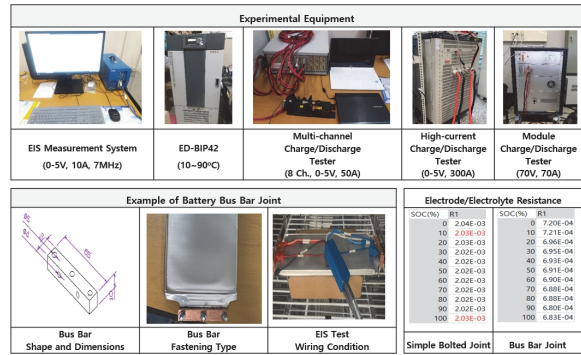 Experimental Equipment
EIS Measurement System
(0-5V, 10A, 7MHz)
ED-BIP42
(10~90ºC)
Multi-channel
Charge/Discharge
Tester
(8 Ch., 0-5V, 50A)
High-current
Charge/Discharge
Tester
(0-5V, 300A)
Module
Charge/Discharge
Tester
(70V, 70A)
Example of Battery Bus Bar Joint
Bus Bar
Shape and Dimensions
Bus Bar
Fastening Type
EIS Test
Wiring Condition
Electrode/Electrolyte Resistance
SOC(%) R1
0 2.04E-03
10 2.03E-03
20 2.03E-03
30 2.02E-03
40 2.02E-03
50 2.02E-03
60 2.02E-03
70 2.02E-03
80 2.02E-03
90 2.02E-03
100 2.03E-03
Simple Bolted Joint
SOC(%) R1
0 7.20E-04
10 7.21E-04
20 6.96E-04
30 6.95E-04
40 6.93E-04
50 6.91E-04
60 6.90E-04
70 6.88E-04
80 6.88E-04
90 6.80E-04
100 6.83E-04
Bus Bar Joint